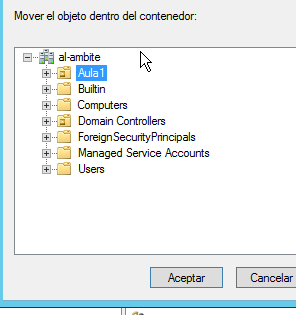 Mover el objeto dentro del contenedor:
al-ambite
Aula1
Builtin
Computers
Domain Controllers
ForeignSecurityPrincipals
Managed Service Accounts
Users
Aceptar
Cancelar